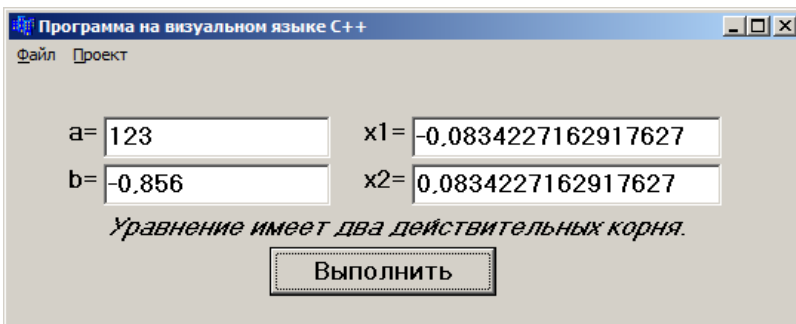 Программа на визуальном языке C++
Файл Проект
a= 123 x1= -0,0834227162917627
b= -0,856 x2= 0,0834227162917627
Уравнение имеет два действительных корня.
Выполнить